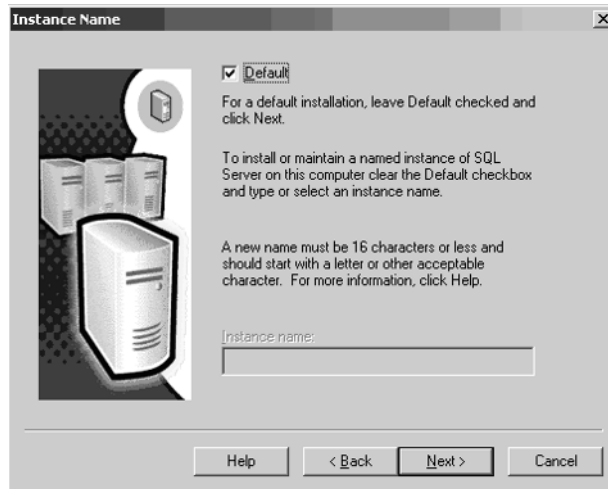 Instance Name
Default
For a default installation, leave Default checked and
click Next.
To install or maintain a named instance of SQL
Server on this computer clear the Default checkbox
and type or select an instance name.
A new name must be 16 characters or less and
should start with a letter or other acceptable
character. For more information, click Help.
Instance name:
Help
< Back
Next >
Cancel